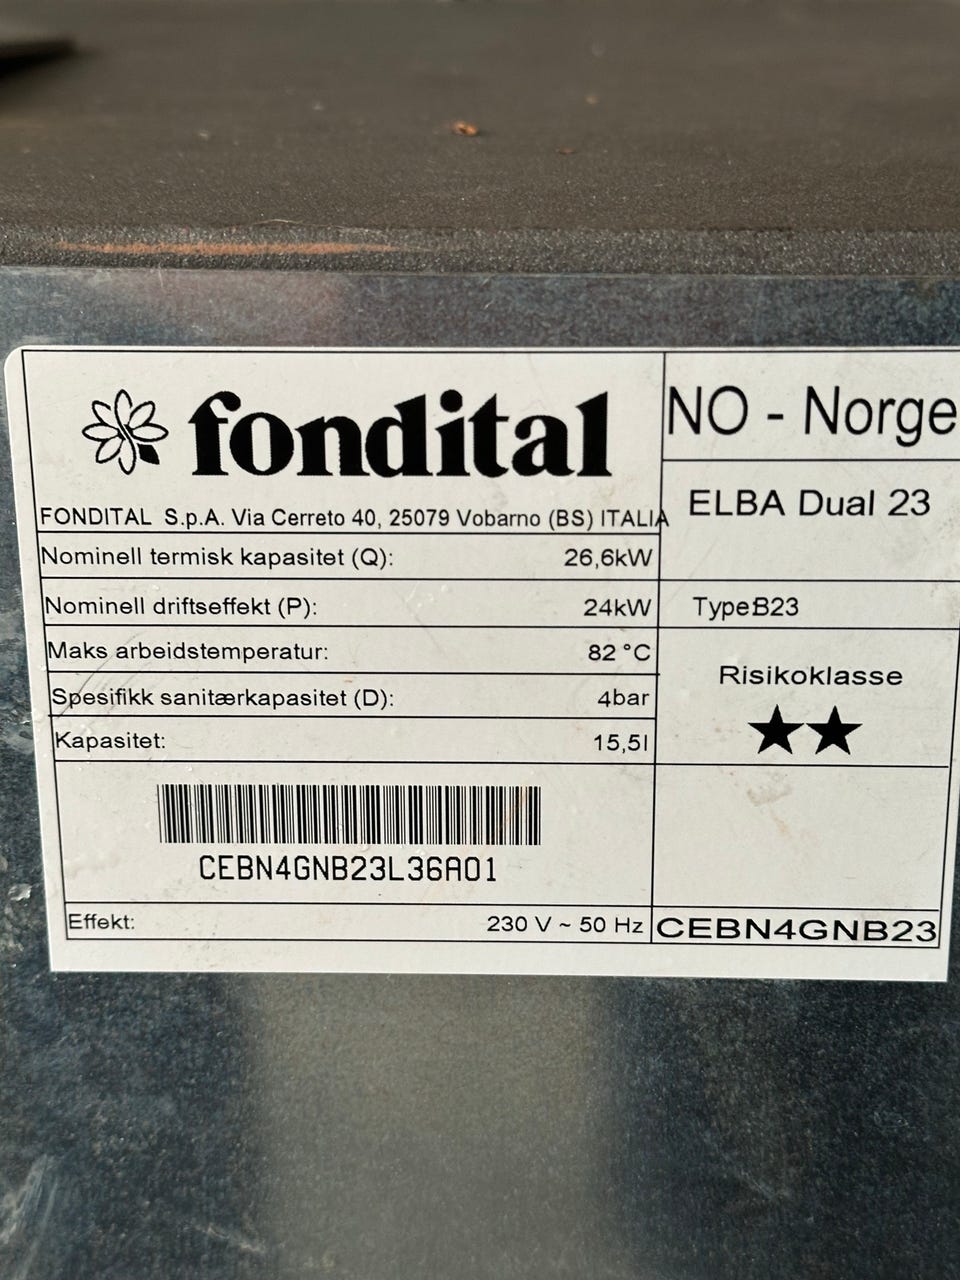 fondital
FONDITAL S.p.A. Via Cerreto 40, 25079 Vobarno (BS) ITALIA
NO - Norge
ELBA Dual 23
Nominell termisk kapasitet (Q): 26,6kW
Nominell driftseffekt (P): 24kW
TypeB23
Maks arbeidstemperatur: 82 °C
Spesifikk sanitærkapasitet (D): 4bar
Kapasitet: 15,5l
Risikoklasse
★★
CEBN4GNB23L36A01
Effekt: 230 V ~ 50 Hz
CEBN4GNB23